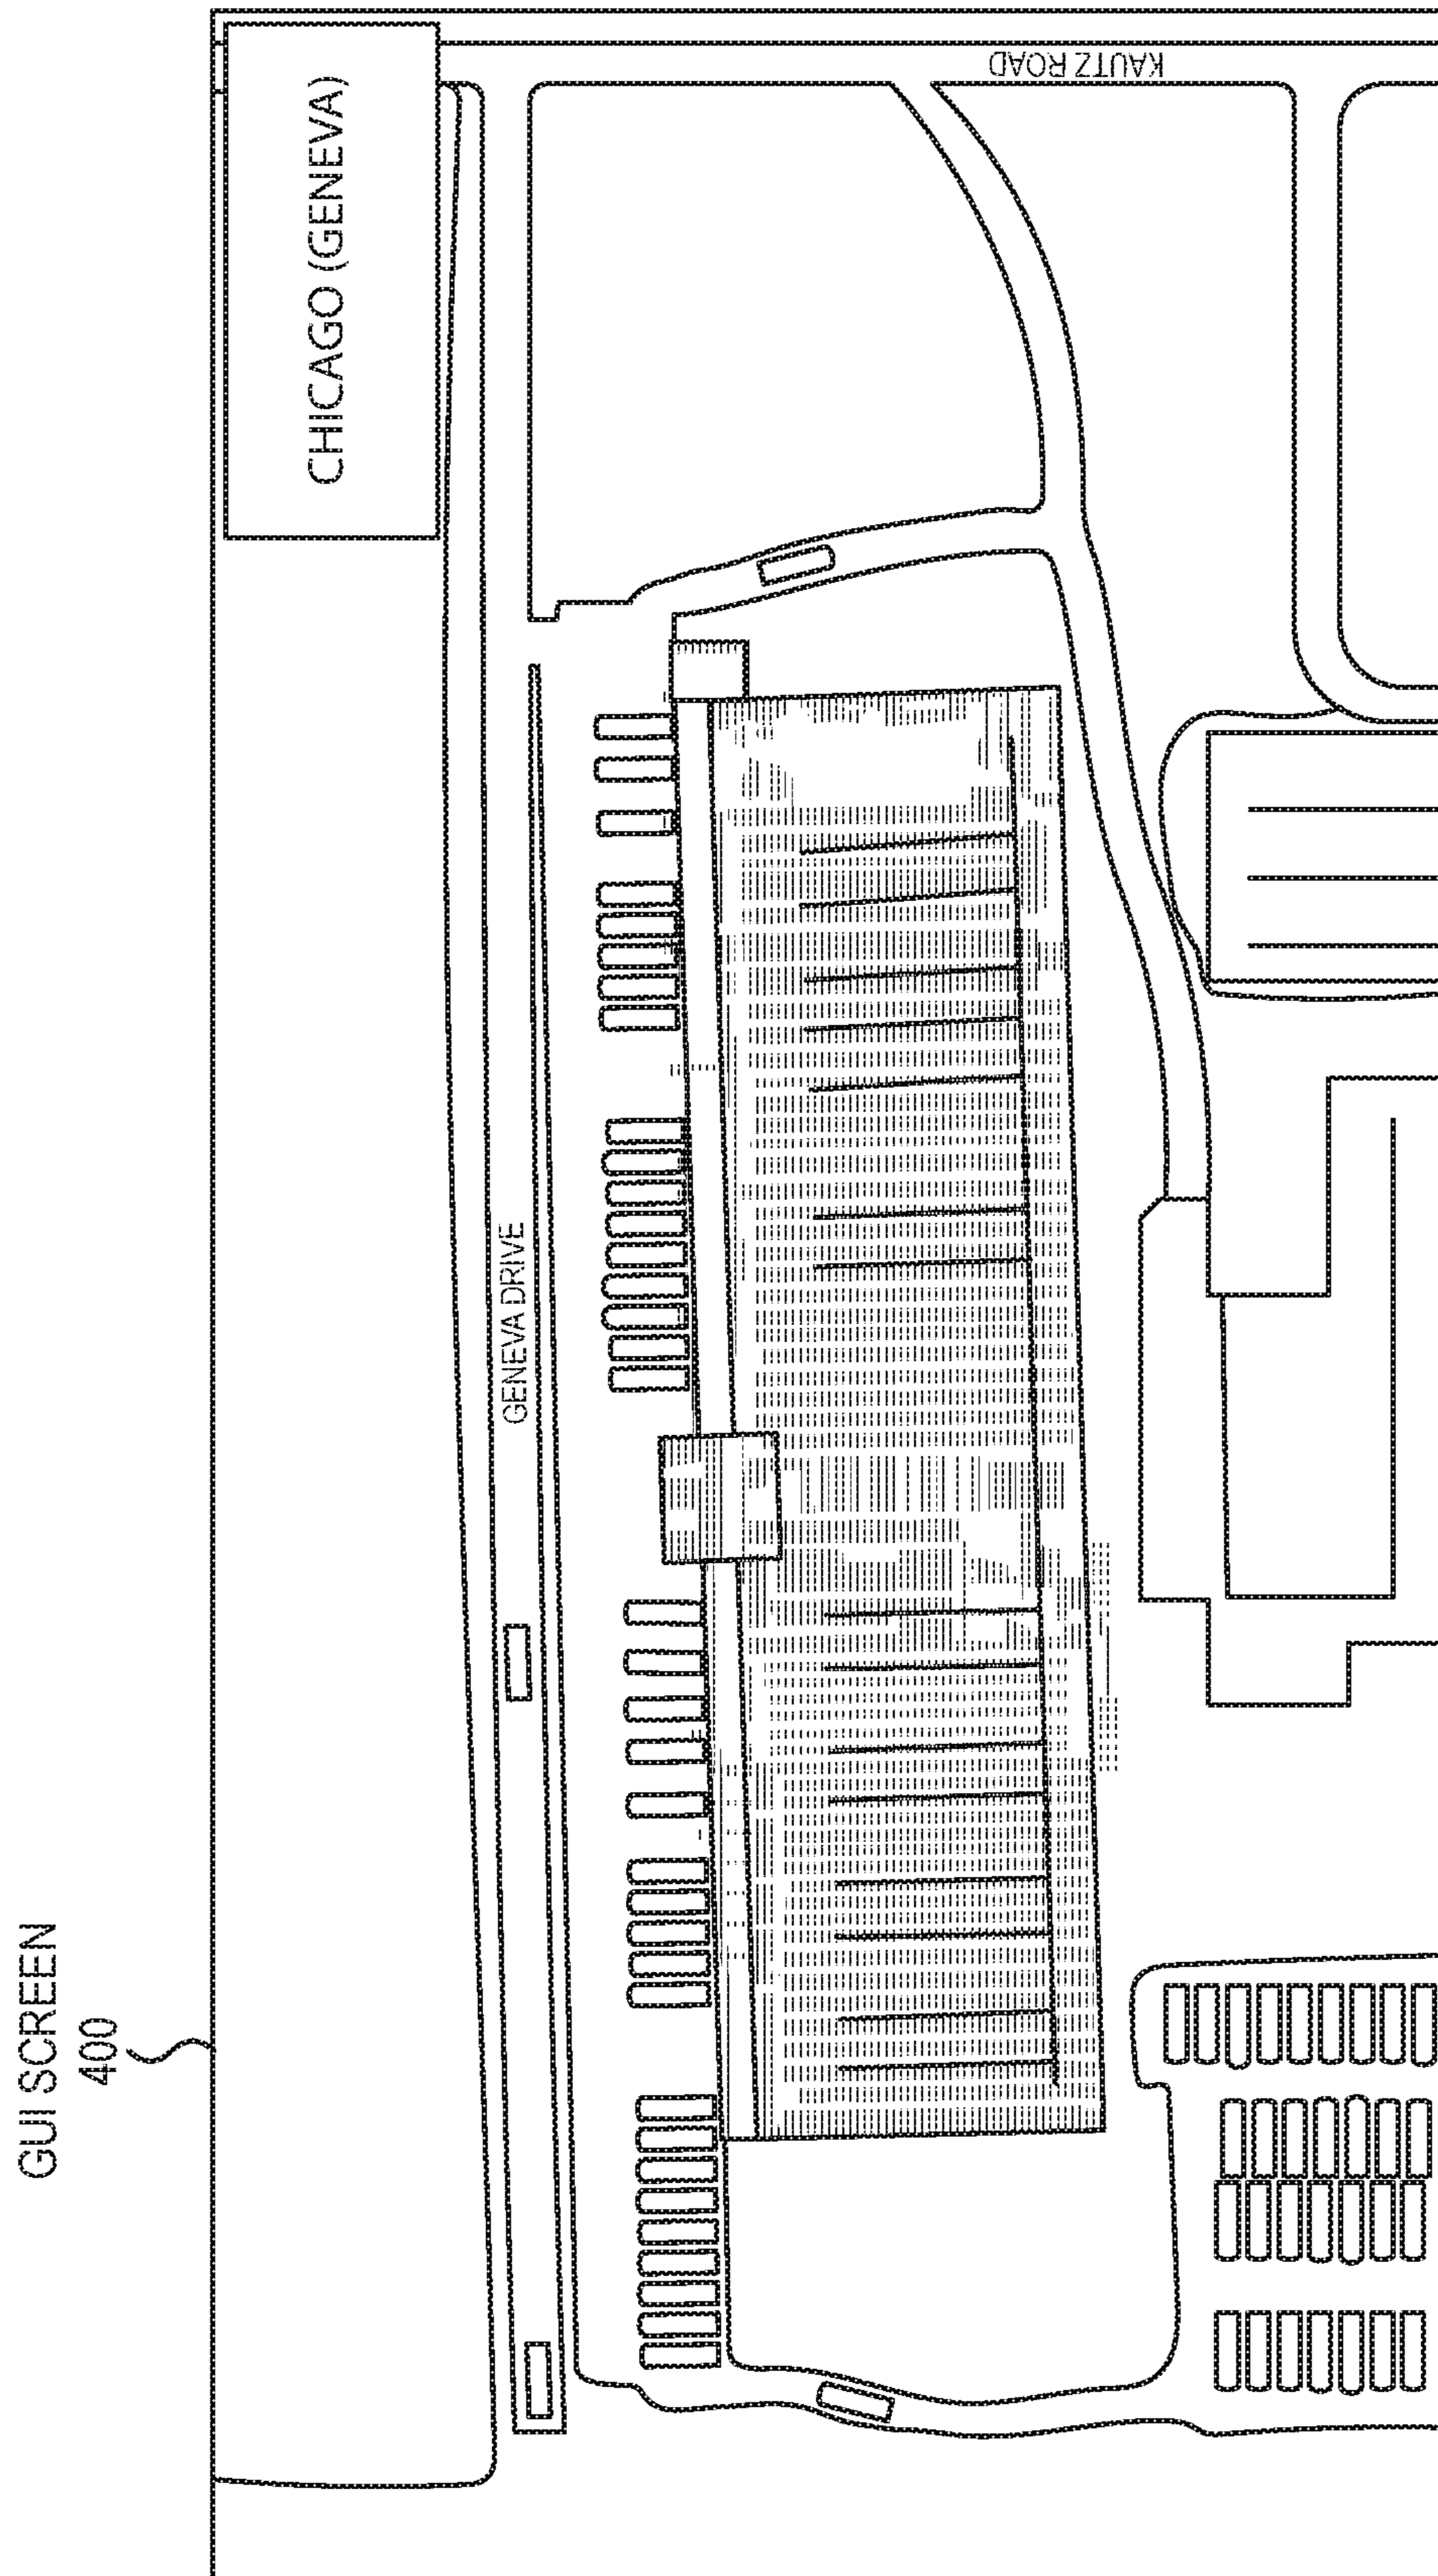 GUI SCREEN
400
CHICAGO (GENEVA)
GENEVA DRIVE
KAUTZ ROAD